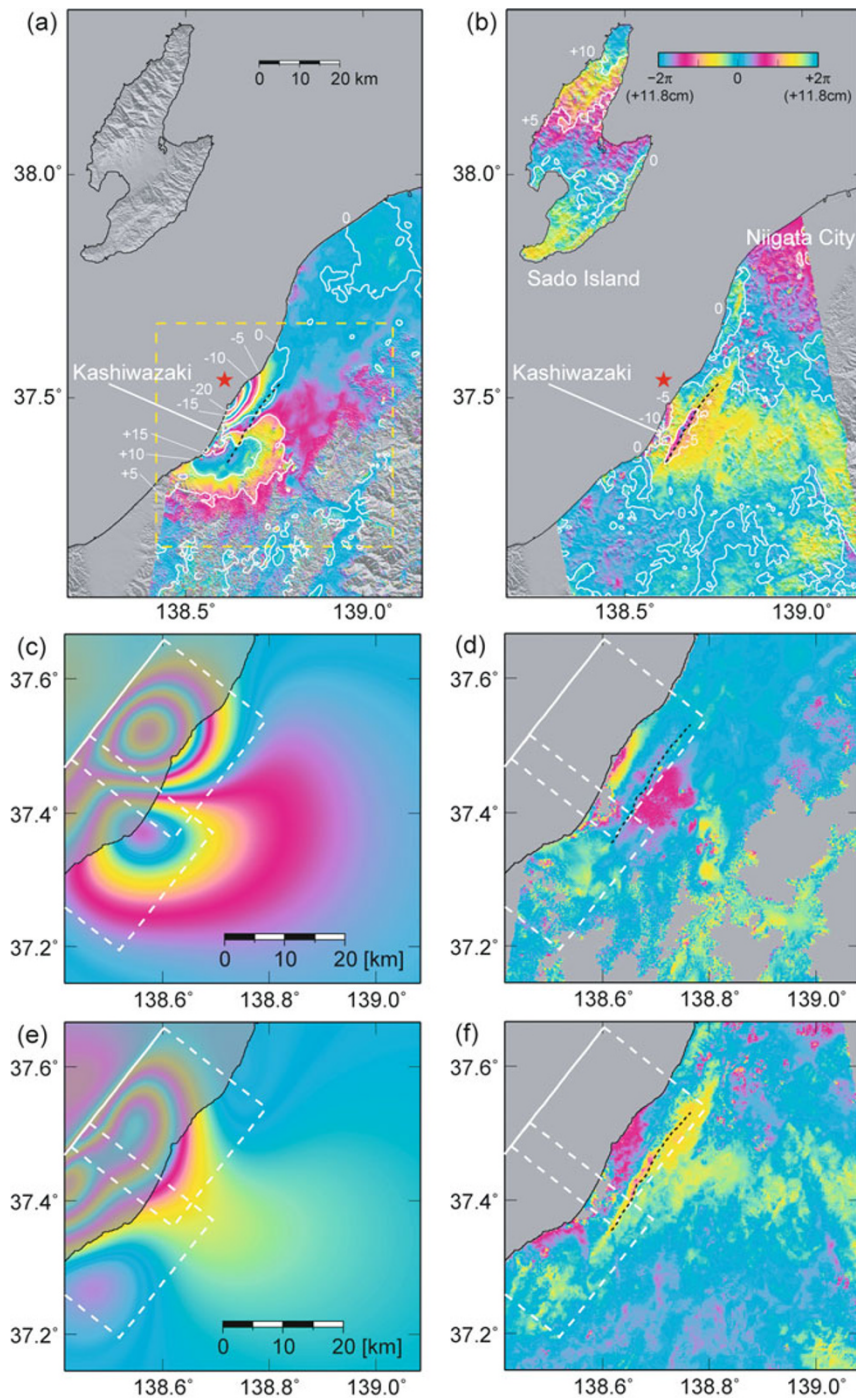 (a)
0 10 20 km
38.0°
0
0
-5
-10
-20
-15
Kashiwazaki
37.5°
+15
+10
+5
138.5° 139.0°
(b)
+10
−2π 0 +2π
(+11.8cm) (+11.8cm)
+5
0
38.0°
Niigata City
Sado Island
0
Kashiwazaki
37.5°
-5
-10
-5
0
138.5° 139.0°
(c)
37.6°
37.4°
37.2°
0 10 20 [km]
138.6° 138.8° 139.0°
(d)
37.6°
37.4°
37.2°
138.6° 138.8° 139.0°
(e)
37.6°
37.4°
37.2°
0 10 20 [km]
138.6° 138.8° 139.0°
(f)
37.6°
37.4°
37.2°
138.6° 138.8° 139.0°